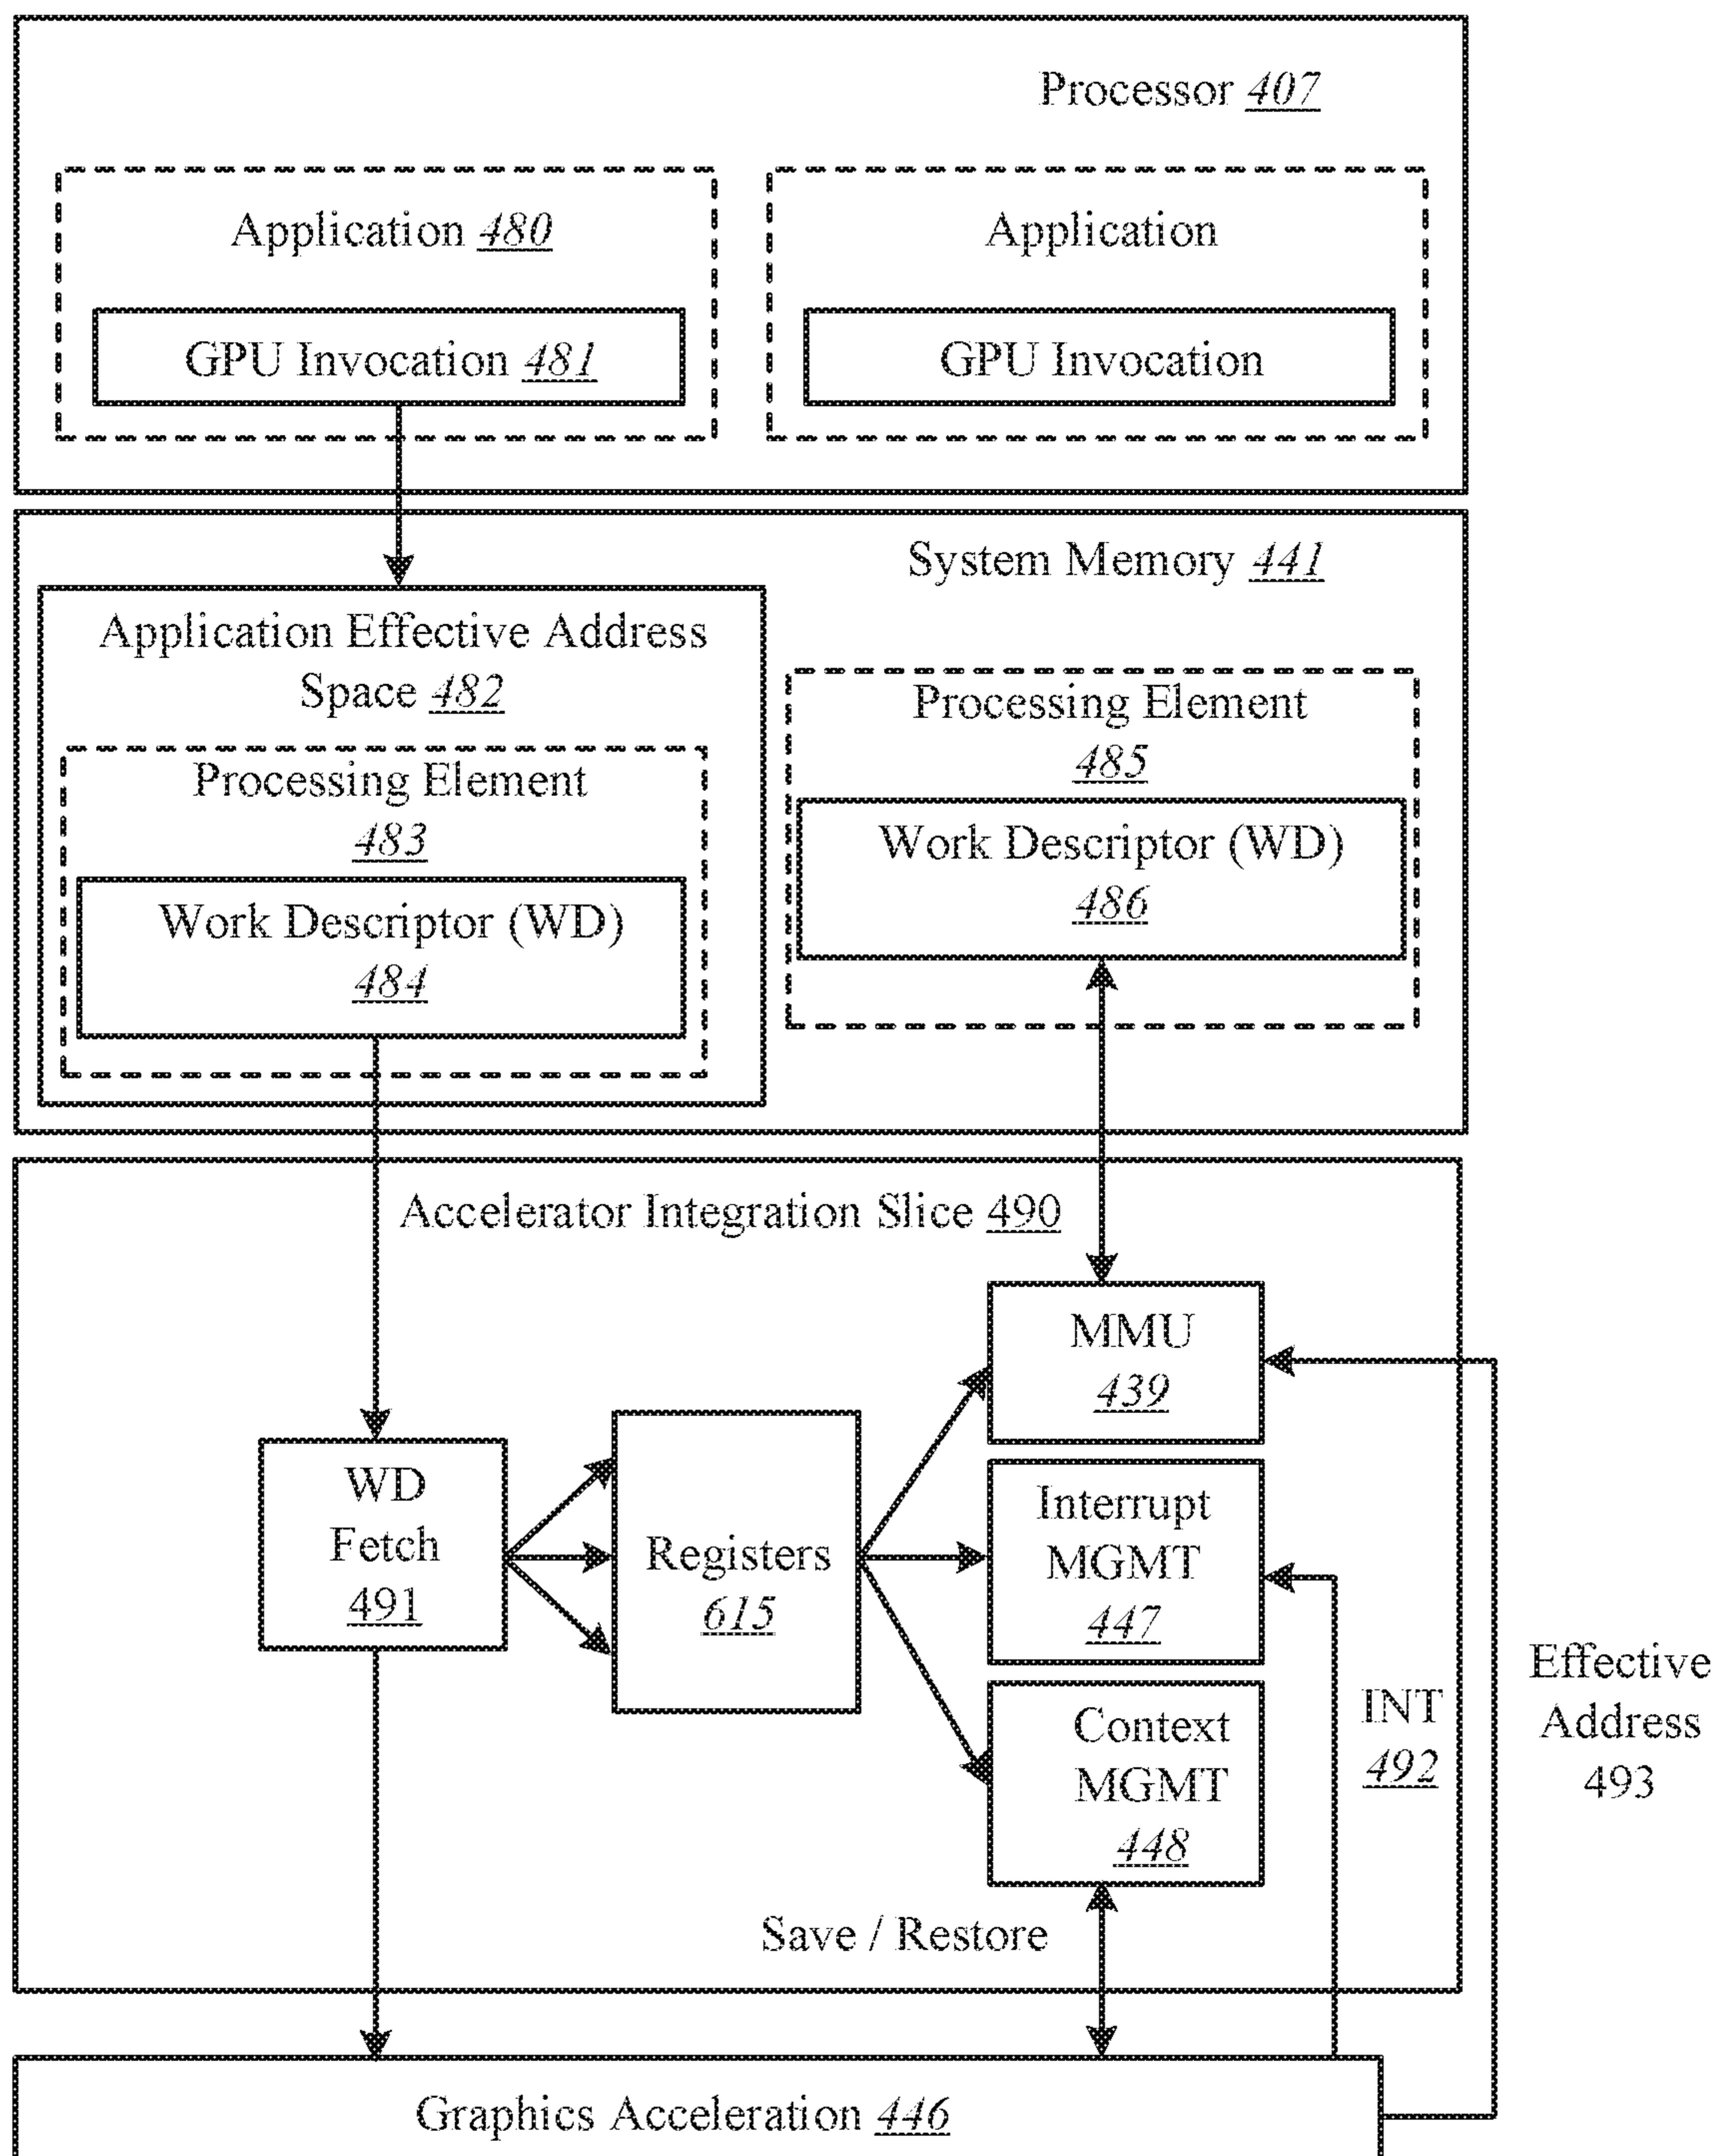 Processor 407
Application 480
Application
GPU Invocation 481
GPU Invocation
System Memory 441
Application Effective Address
Space 482
Processing Element
483
Work Descriptor (WD)
484
Processing Element
485
Work Descriptor (WD)
486
Accelerator Integration Slice 490
MMU
439
WD
Fetch
491
Registers
615
Interrupt
MGMT
447
Context
MGMT
448
INT
492
Effective
Address
493
Save / Restore
Graphics Acceleration 446